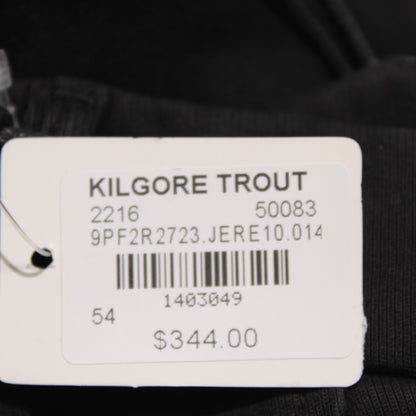 KILGORE TROUT
2216 50083
9PF2R2723.JERE10.014
1403049
54
$344.00